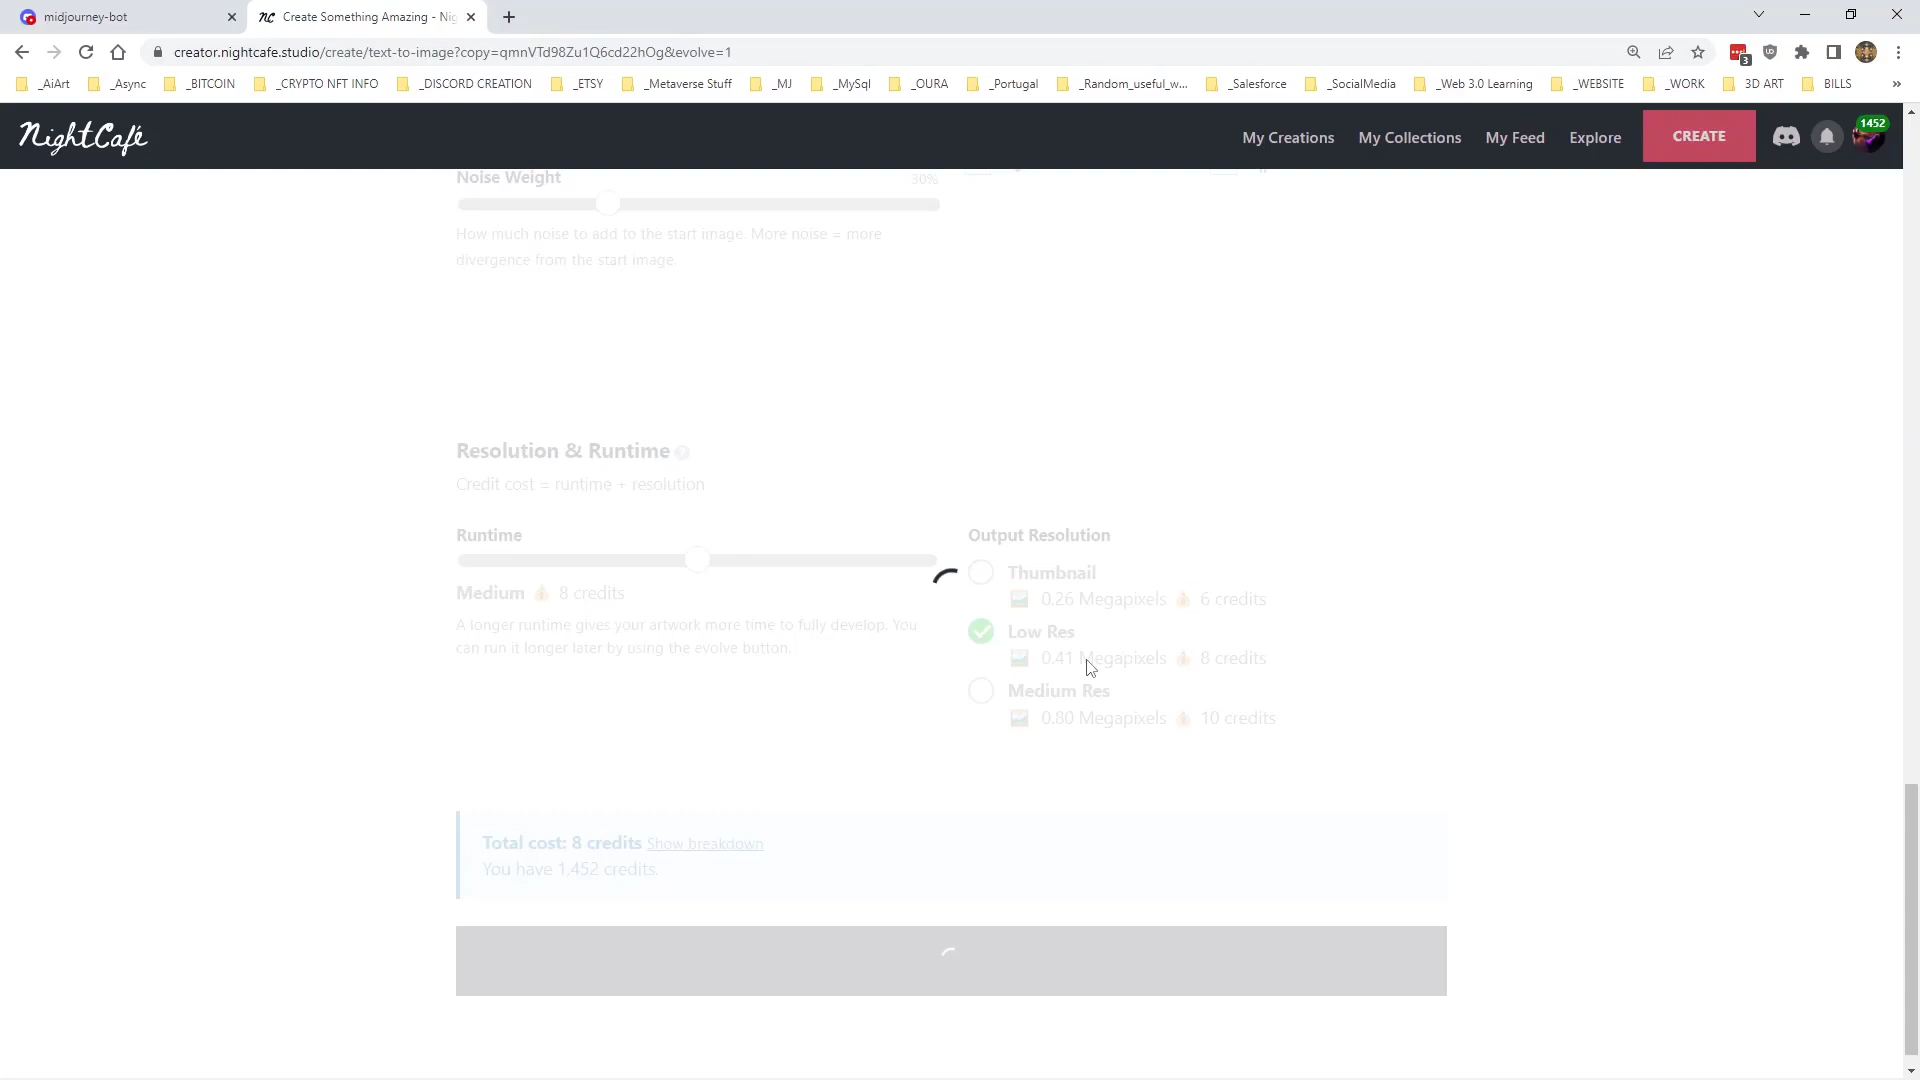 midjourney-bot
Create Something Amazing - Nig
creator.nightcafe.studio/create/text-to-image?copy=qmnVTd98Zu1Q6cd22hOg&evolve=1
3
_AiArt
_Async
_BITCOIN
_CRYPTO NFT INFO
_DISCORD CREATION
_ETSY
_Metaverse Stuff
_MJ
_MySql
_OURA
_Portugal
_Random_useful_w...
_Salesforce
_SocialMedia
_Web 3.0 Learning
_WEBSITE
_WORK
3D ART
BILLS
NightCafé
My Creations
My Collections
My Feed
Explore
CREATE
1452
Noise Weight
30%
How much noise to add to the start image. More noise = more
divergence from the start image.
Resolution & Runtime
Credit cost = runtime + resolution
Runtime
Medium 8 credits
A longer runtime gives your artwork more time to fully develop. You
can run it longer later by using the evolve button.
Output Resolution
Thumbnail
0.26 Megapixels 6 credits
Low Res
0.41 Megapixels 8 credits
Medium Res
0.80 Megapixels 10 credits
Total cost: 8 credits Show breakdown
You have 1,452 credits.